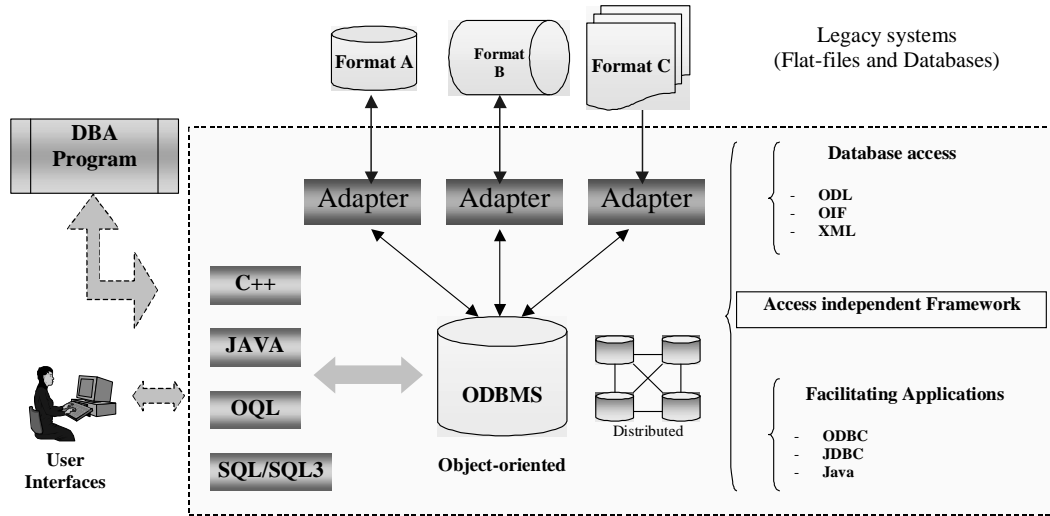 Format A
Format
B
Format C
Legacy systems
(Flat-files and Databases)
DBA
Program
Adapter
Adapter
Adapter
Database access
- ODL
- OIF
- XML
C++
JAVA
OQL
SQL/SQL3
ODBMS
Object-oriented
Distributed
Access independent Framework
Facilitating Applications
- ODBC
- JDBC
- Java
User
Interfaces